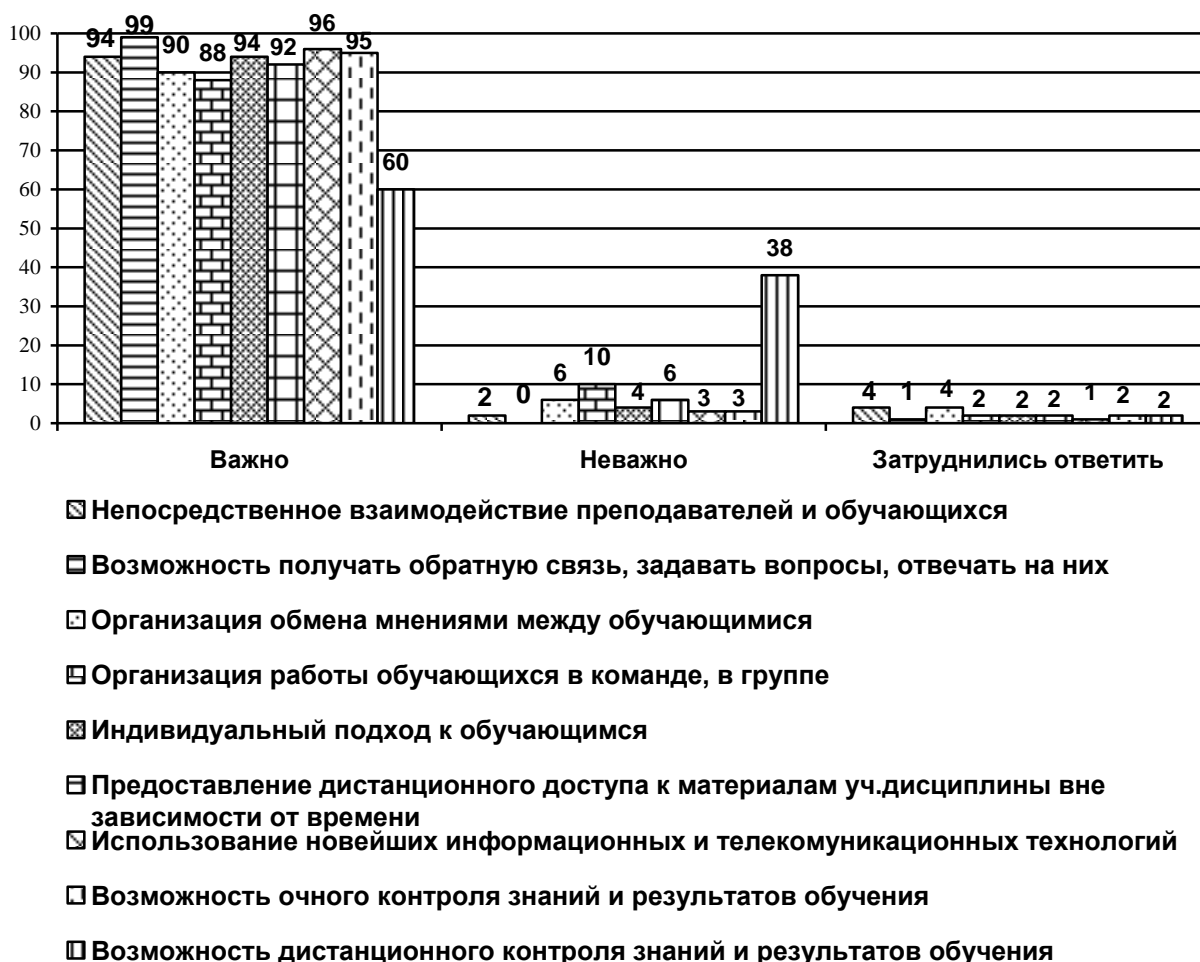 100
90
80
70
60
50
40
30
20
10
0
94 99 90 88 94 92 96 95 60
2 0 6 10 4 6 3 3 38
4 1 4 2 2 2 1 2 2
Важно Неважно Затруднились ответить
Непосредственное взаимодействие преподавателей и обучающихся
Возможность получать обратную связь, задавать вопросы, отвечать на них
Организация обмена мнениями между обучающимися
Организация работы обучающихся в команде, в группе
Индивидуальный подход к обучающимся
Предоставление дистанционного доступа к материалам уч.дисциплины вне
зависимости от времени
Использование новейших информационных и телекомуникационных технологий
Возможность очного контроля знаний и результатов обучения
Возможность дистанционного контроля знаний и результатов обучения